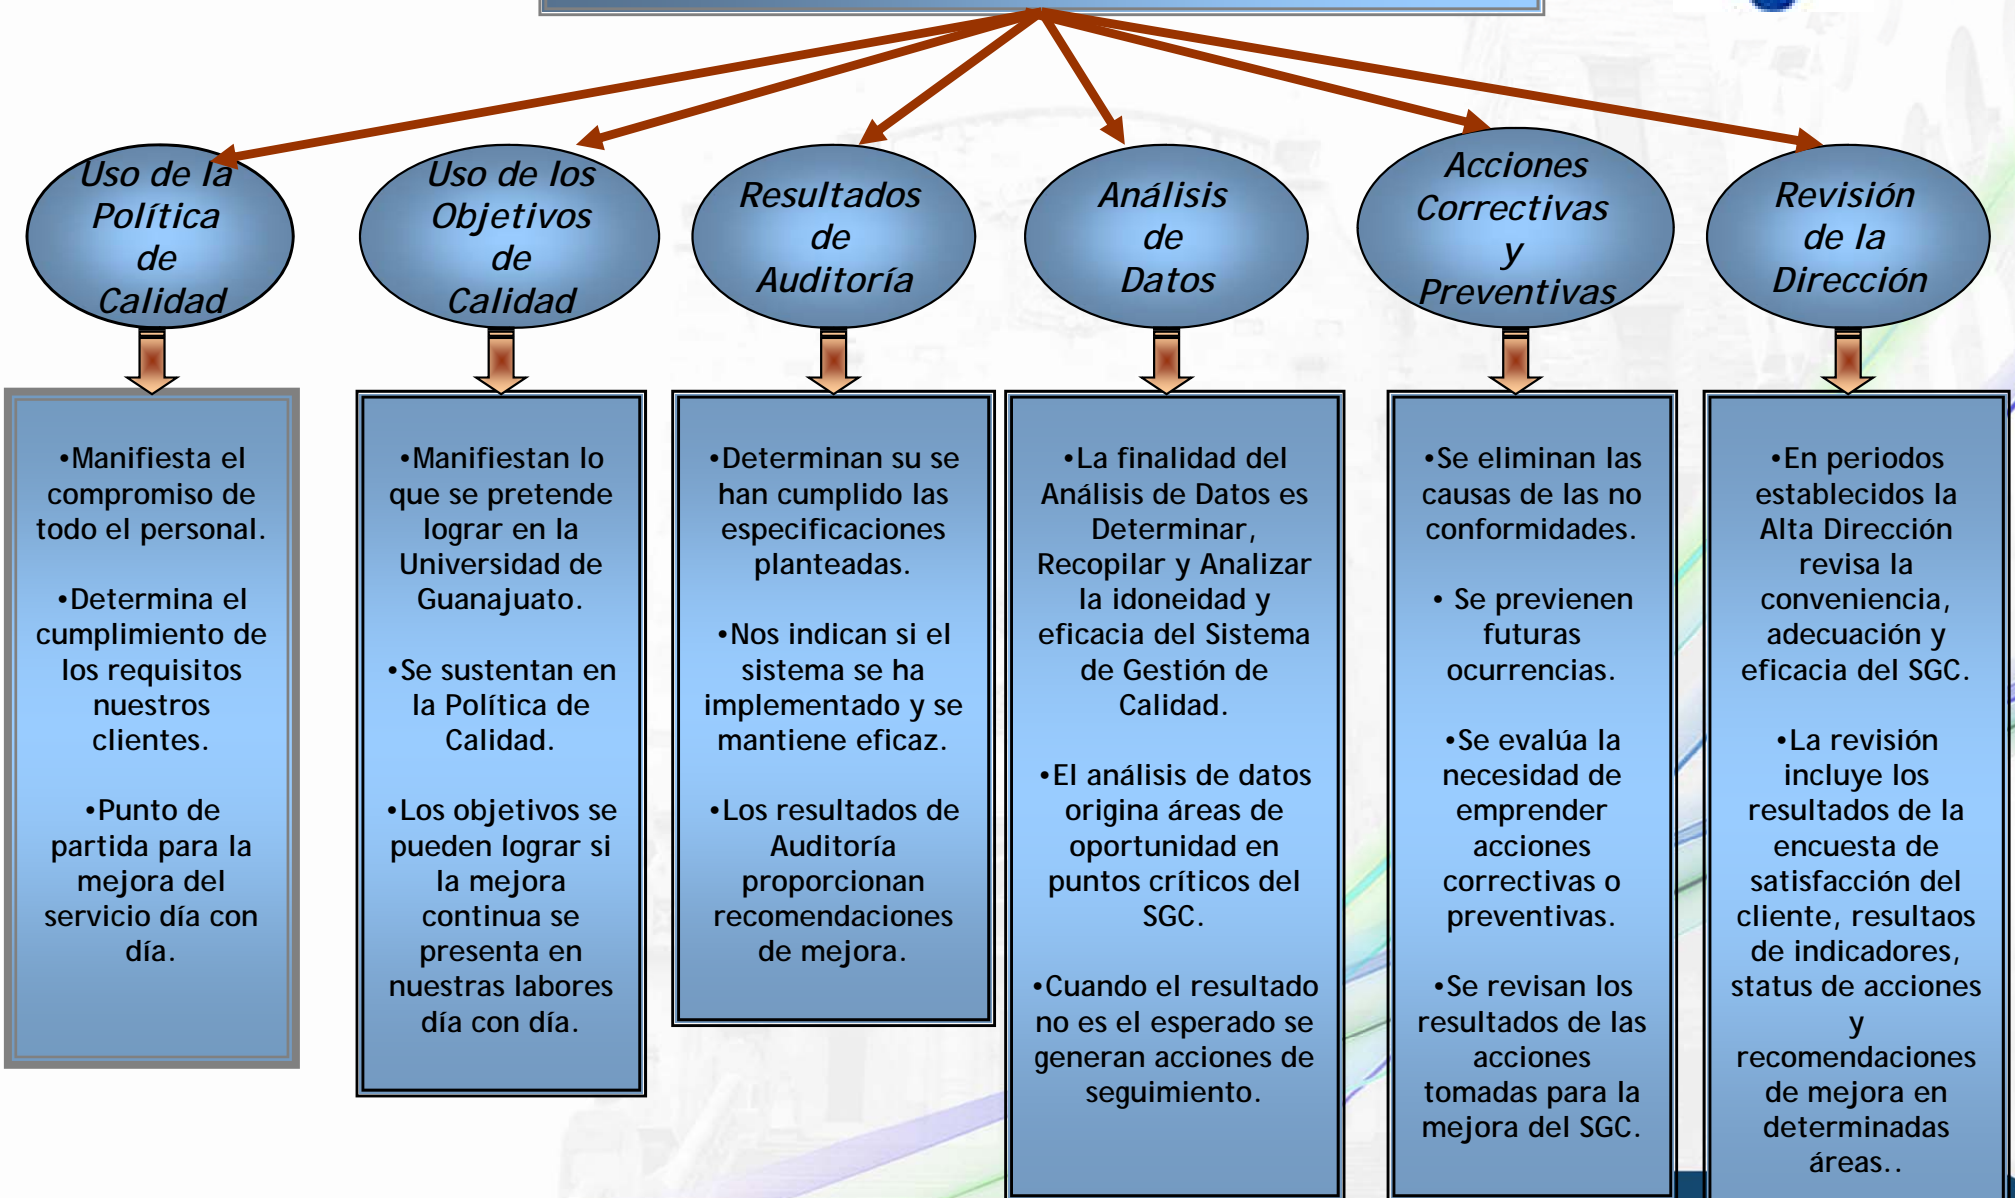 Uso de la
Política
de
Calidad
•Manifiesta el
compromiso de
todo el personal.
•Determina el
cumplimiento de
los requisitos
nuestros
clientes.
•Punto de
partida para la
mejora del
servicio día con
día.
Uso de los
Objetivos
de
Calidad
•Manifiestan lo
que se pretende
lograr en la
Universidad de
Guanajuato.
•Se sustentan en
la Política de
Calidad.
•Los objetivos se
pueden lograr si
la mejora
continua se
presenta en
nuestras labores
día con día.
Resultados
de
Auditoría
•Determinan su se
han cumplido las
especificaciones
planteadas.
•Nos indican si el
sistema se ha
implementado y se
mantiene eficaz.
•Los resultados de
Auditoría
proporcionan
recomendaciones
de mejora.
Análisis
de
Datos
•La finalidad del
Análisis de Datos es
Determinar,
Recopilar y Analizar
la idoneidad y
eficacia del Sistema
de Gestión de
Calidad.
•El análisis de datos
origina áreas de
oportunidad en
puntos críticos del
SGC.
•Cuando el resultado
no es el esperado se
generan acciones de
seguimiento.
Acciones
Correctivas
y
Preventivas
•Se eliminan las
causas de las no
conformidades.
• Se previenen
futuras
ocurrencias.
•Se evalúa la
necesidad de
emprender
acciones
correctivas o
preventivas.
•Se revisan los
resultados de las
acciones
tomadas para la
mejora del SGC.
Revisión
de la
Dirección
•En periodos
establecidos la
Alta Dirección
revisa la
conveniencia,
adecuación y
eficacia del SGC.
•La revisión
incluye los
resultados de la
encuesta de
satisfacción del
cliente, resultaos
de indicadores,
status de acciones
y
recomendaciones
de mejora en
determinadas
áreas..